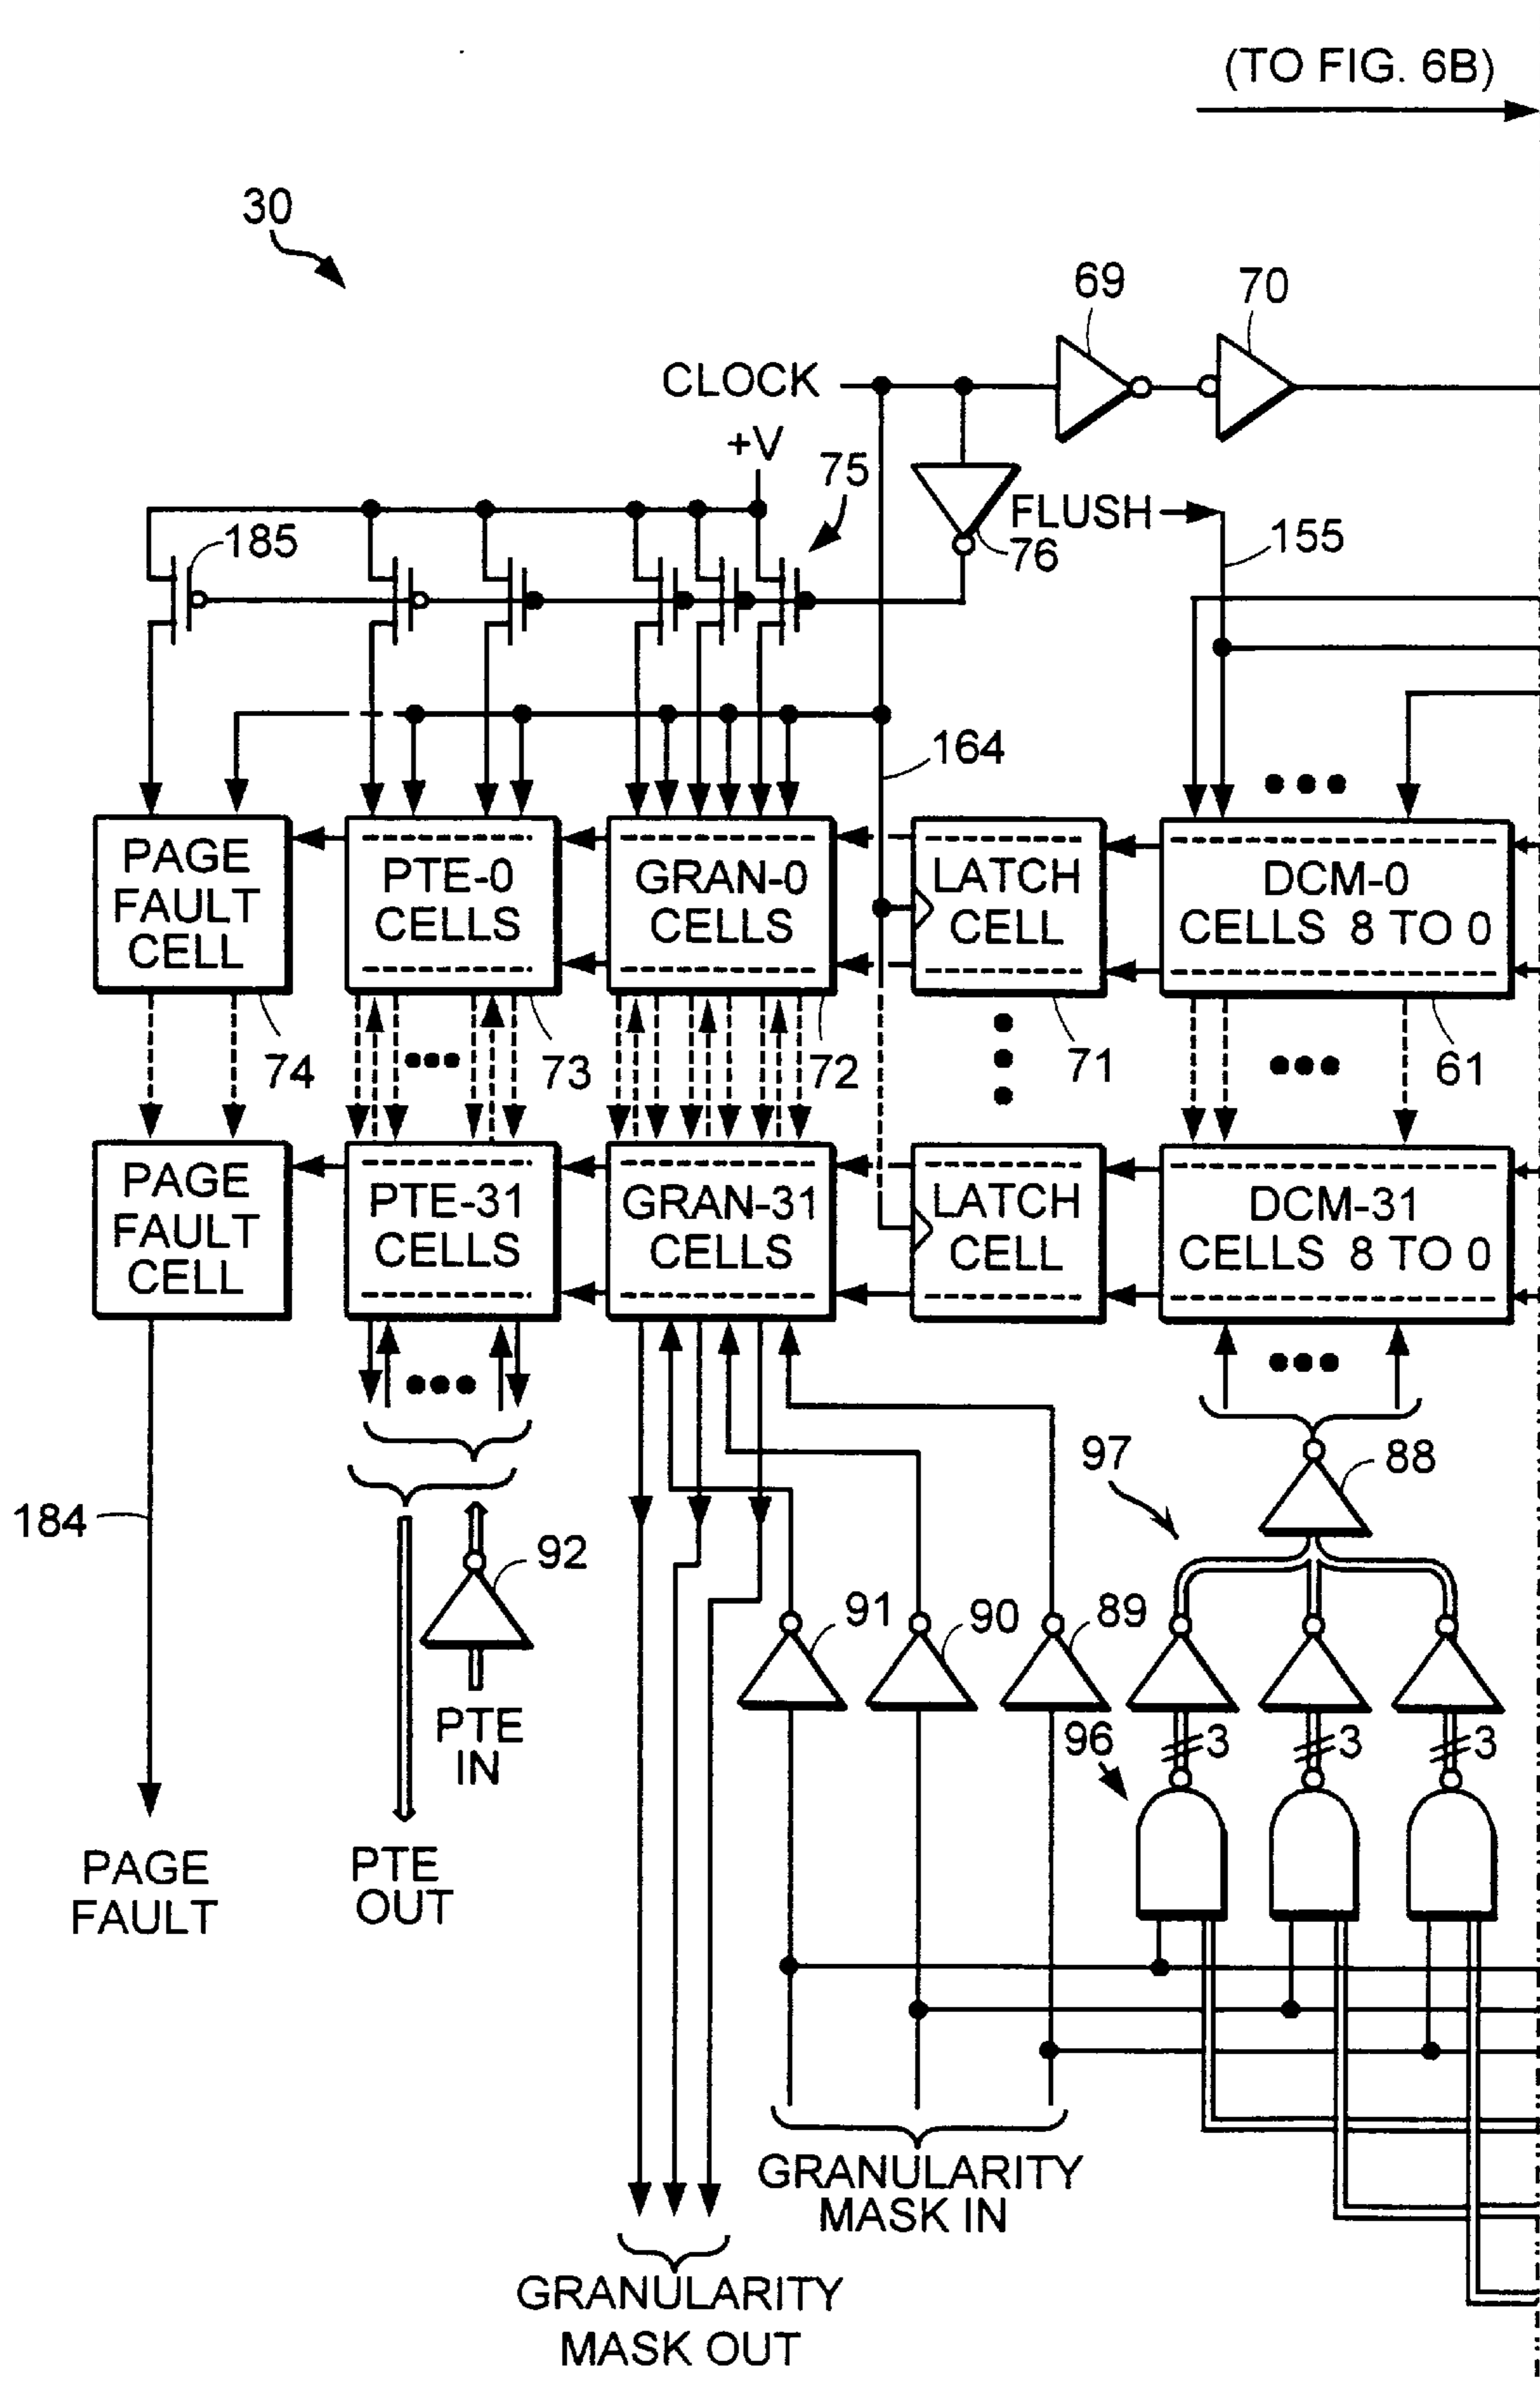 (TO FIG. 6B)
30
69
70
CLOCK
+V
75
FLUSH
76
155
185
164
PAGE
FAULT
CELL
PTE-0
CELLS
GRAN-0
CELLS
LATCH
CELL
DCM-0
CELLS 8 TO 0
74
73
72
71
61
PAGE
FAULT
CELL
PTE-31
CELLS
GRAN-31
CELLS
LATCH
CELL
DCM-31
CELLS 8 TO 0
97
88
184
92
91
90
89
PTE
IN
96
3
3
3
PAGE
FAULT
PTE
OUT
GRANULARITY
MASK IN
GRANULARITY
MASK OUT